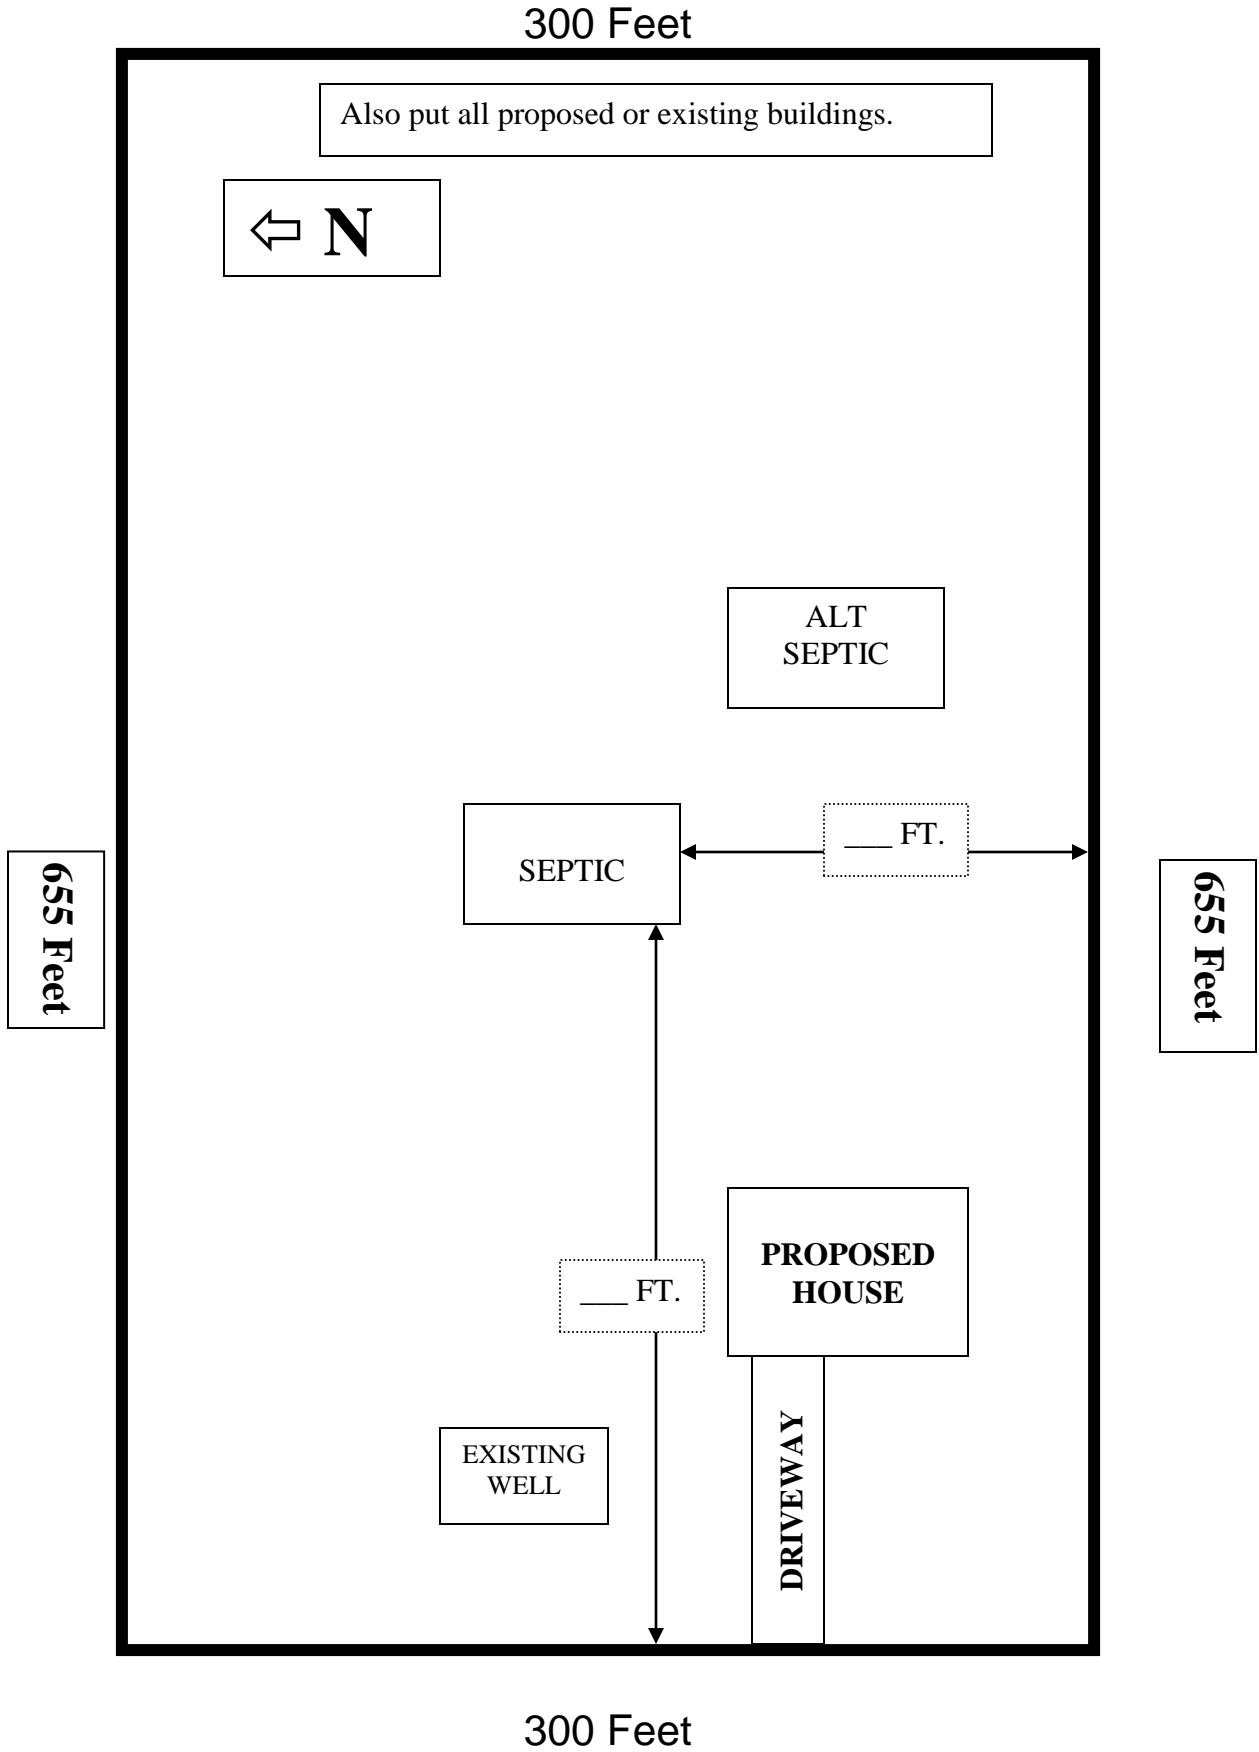 300 Feet
Also put all proposed or existing buildings.
⇦ N
ALT
SEPTIC
___ FT.
SEPTIC
655 Feet
655 Feet
PROPOSED
HOUSE
___ FT.
EXISTING
WELL
DRIVEWAY
300 Feet